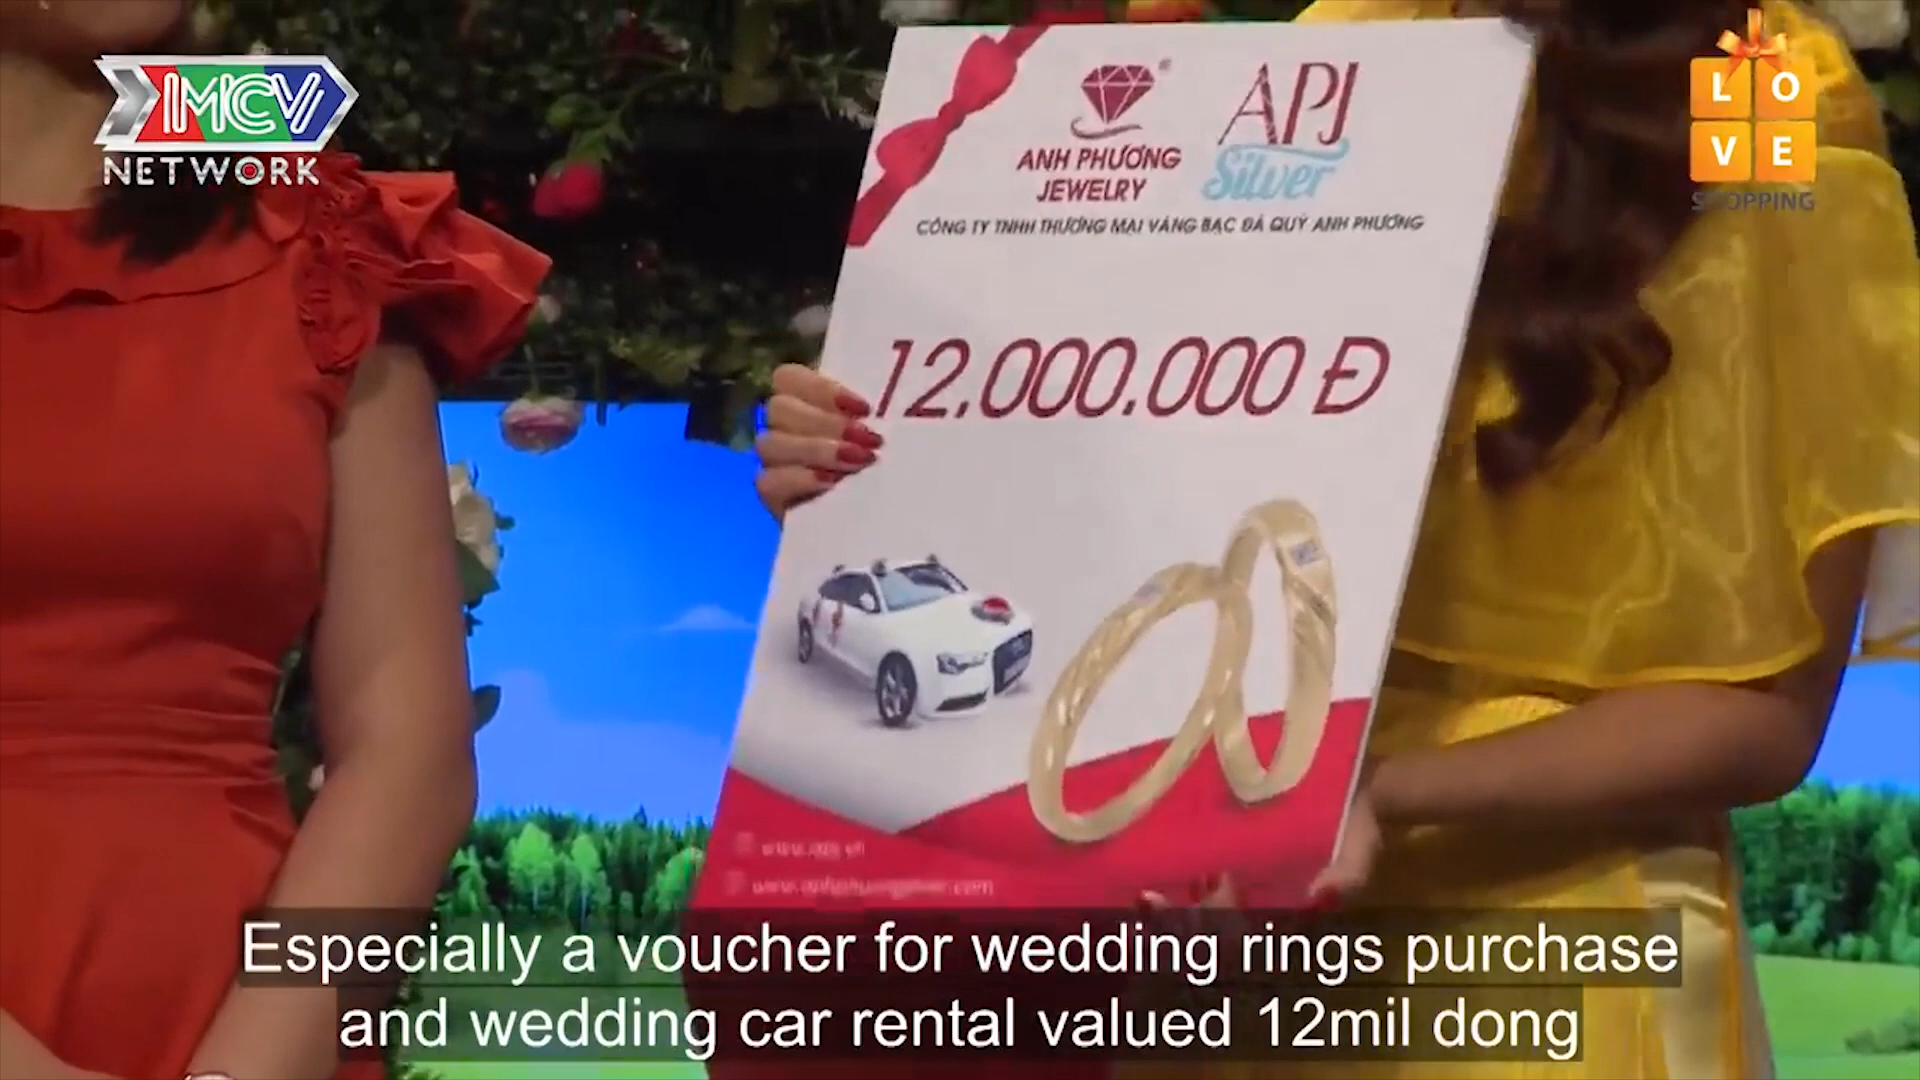 MCV
NETWORK
L O
V E
SHOPPING
ANH PHƯƠNG
JEWELRY
APJ
Silver
CÔNG TY TNHH THƯƠNG MẠI VÀNG BẠC ĐÁ QUÝ ANH PHƯƠNG
12.000.000 Đ
Especially a voucher for wedding rings purchase
and wedding car rental valued 12mil dong